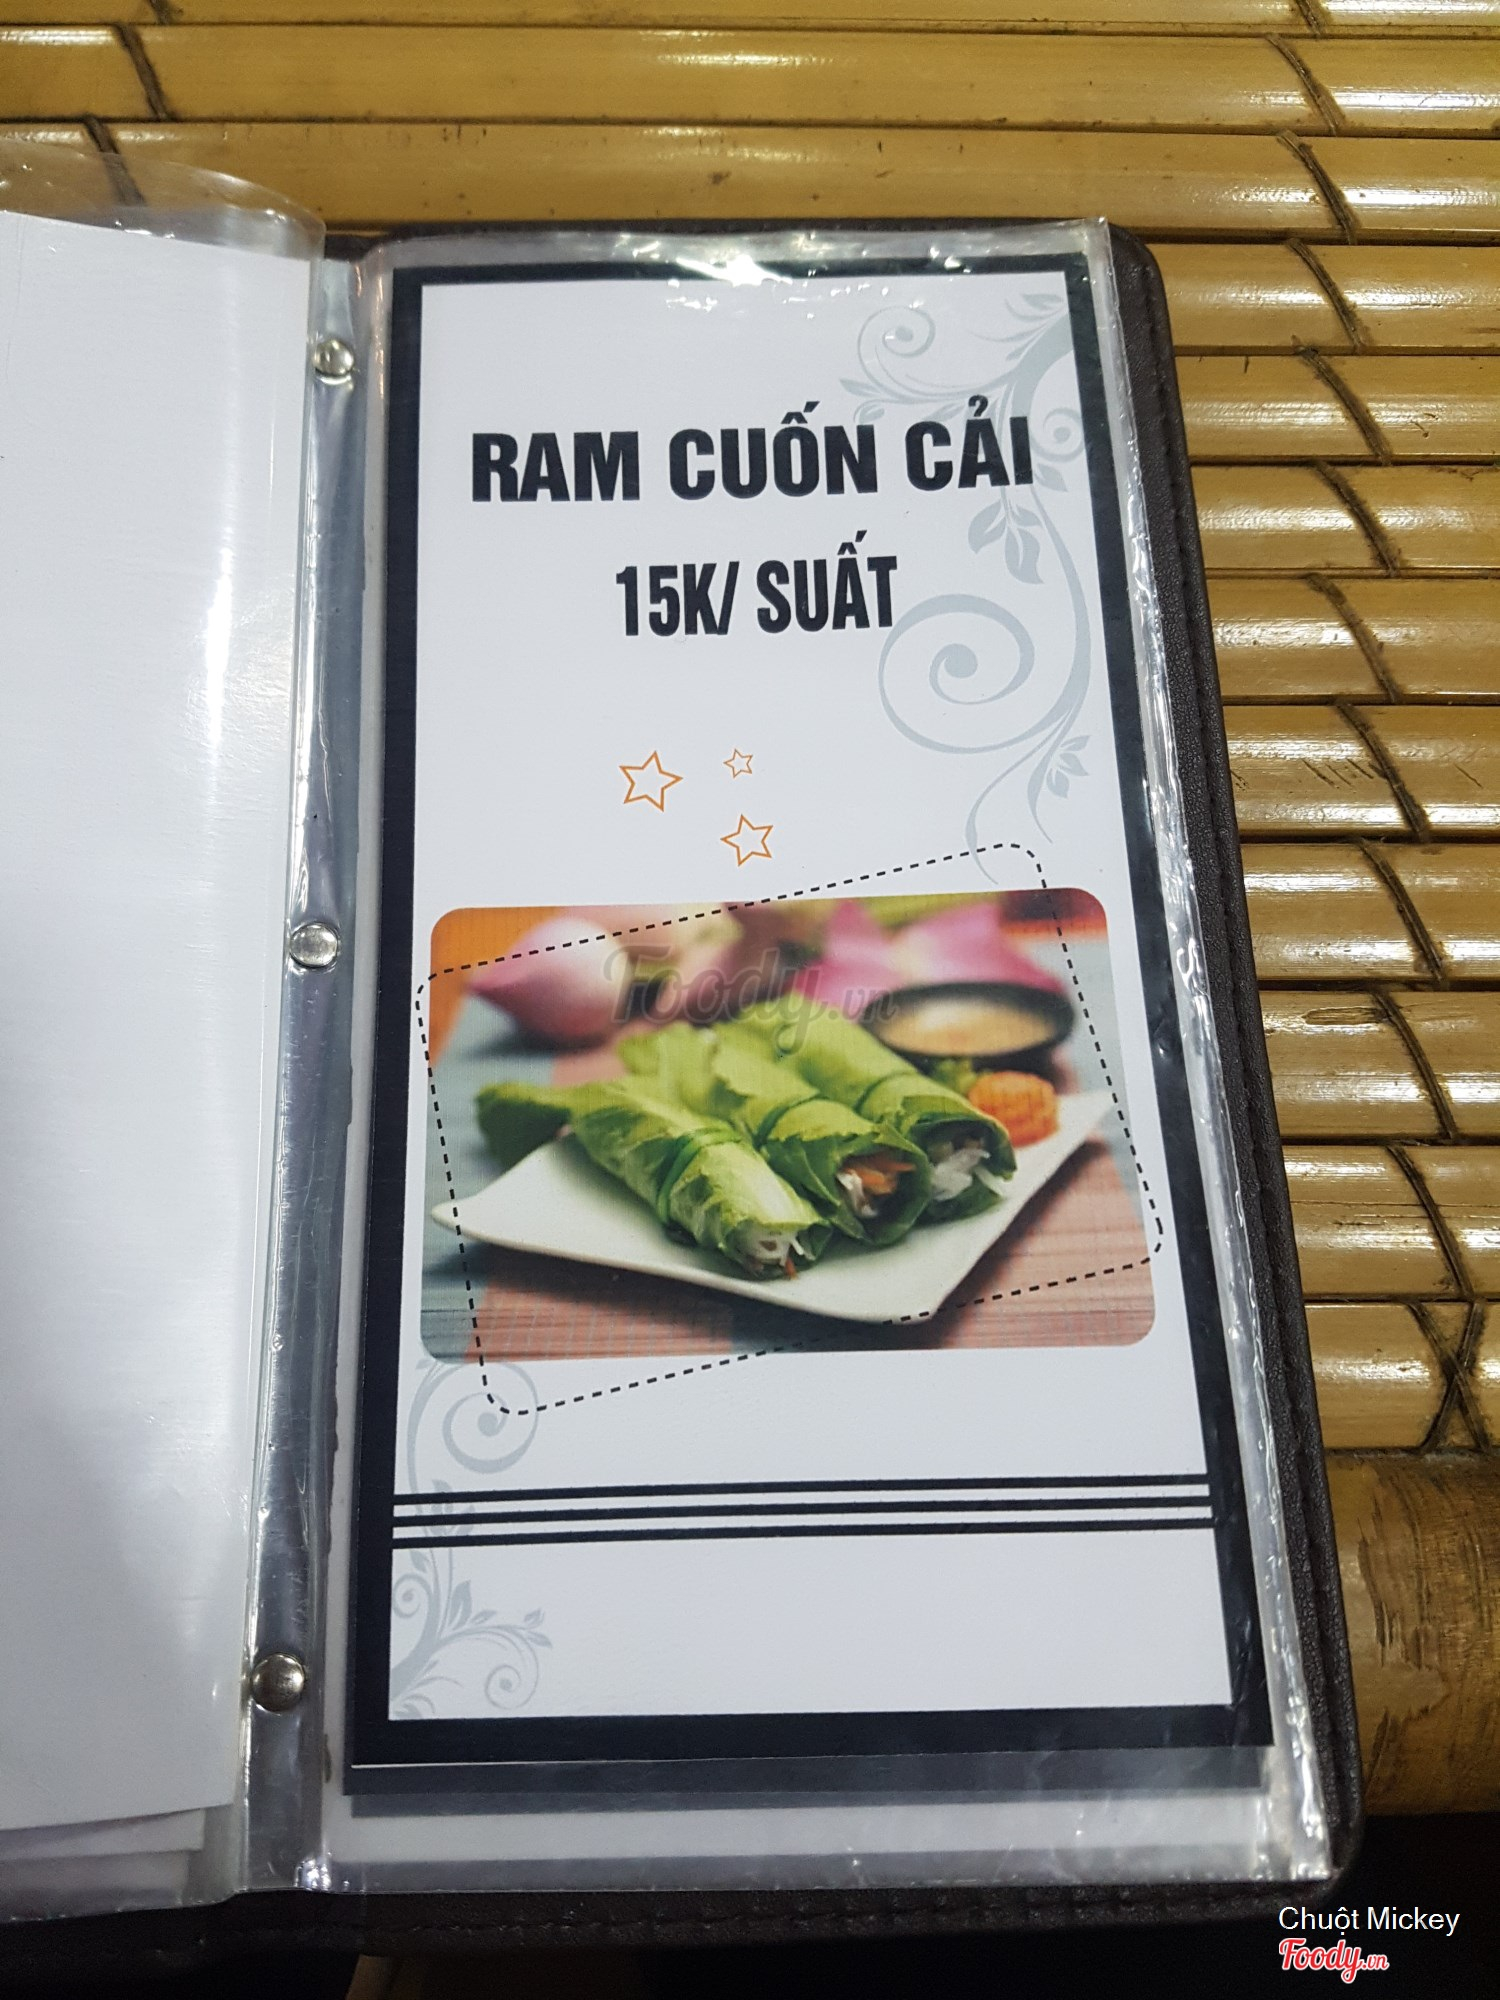 RAM CUỐN CẢI
15K/ SUẤT
Foody.vn
Chuột Mickey
Foody.vn